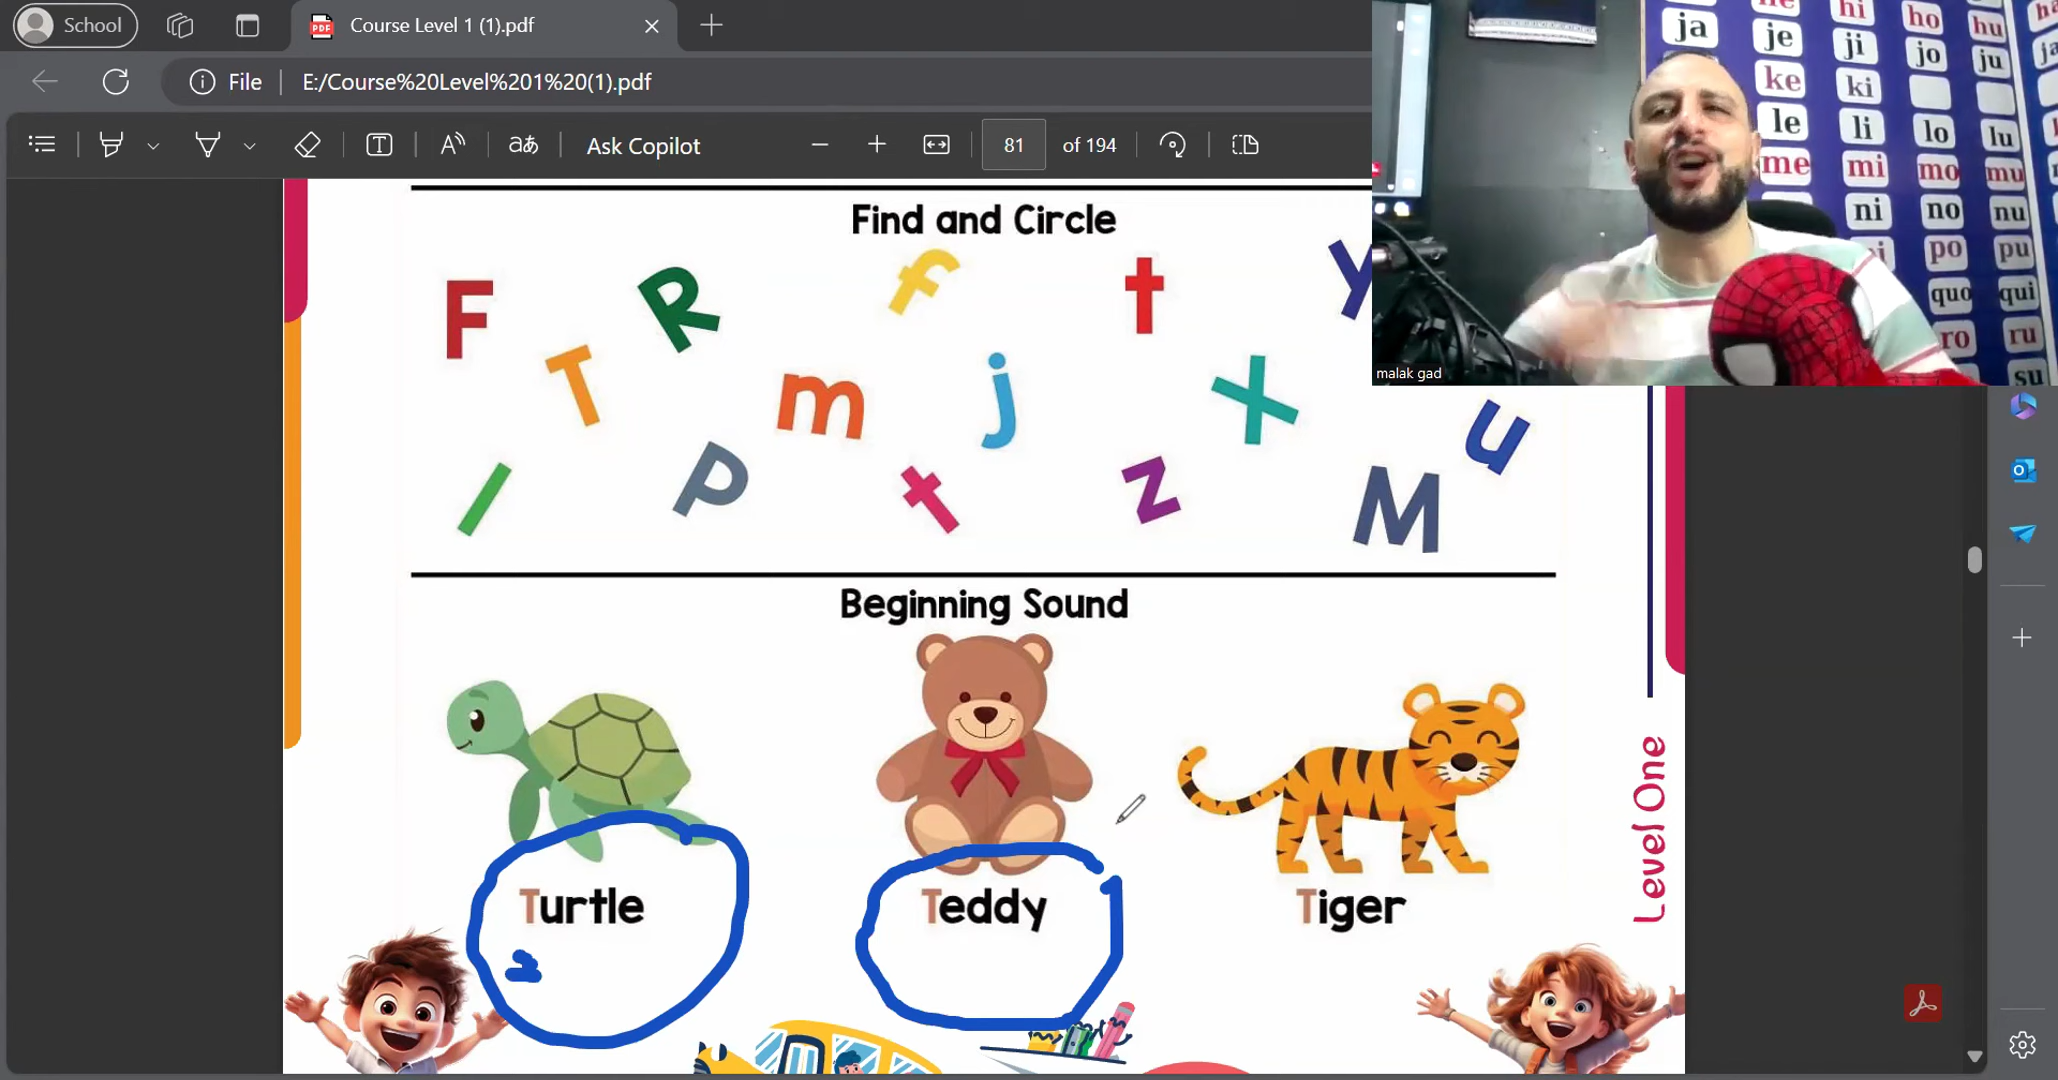 School
Course Level 1 (1).pdf
File
E:/Course%20Level%201%20(1).pdf
aあ
Ask Copilot
81
of 194
Find and Circle
F R f t y
T m j X u
l P t z M
Beginning Sound
Turtle Teddy Tiger
2
Level One
malak gad
hi ho hu
ja je ji jo ju
ke ki
le li lo lu
me mi mo mu
ni no nu
po pu
quo qui
ro ru
su